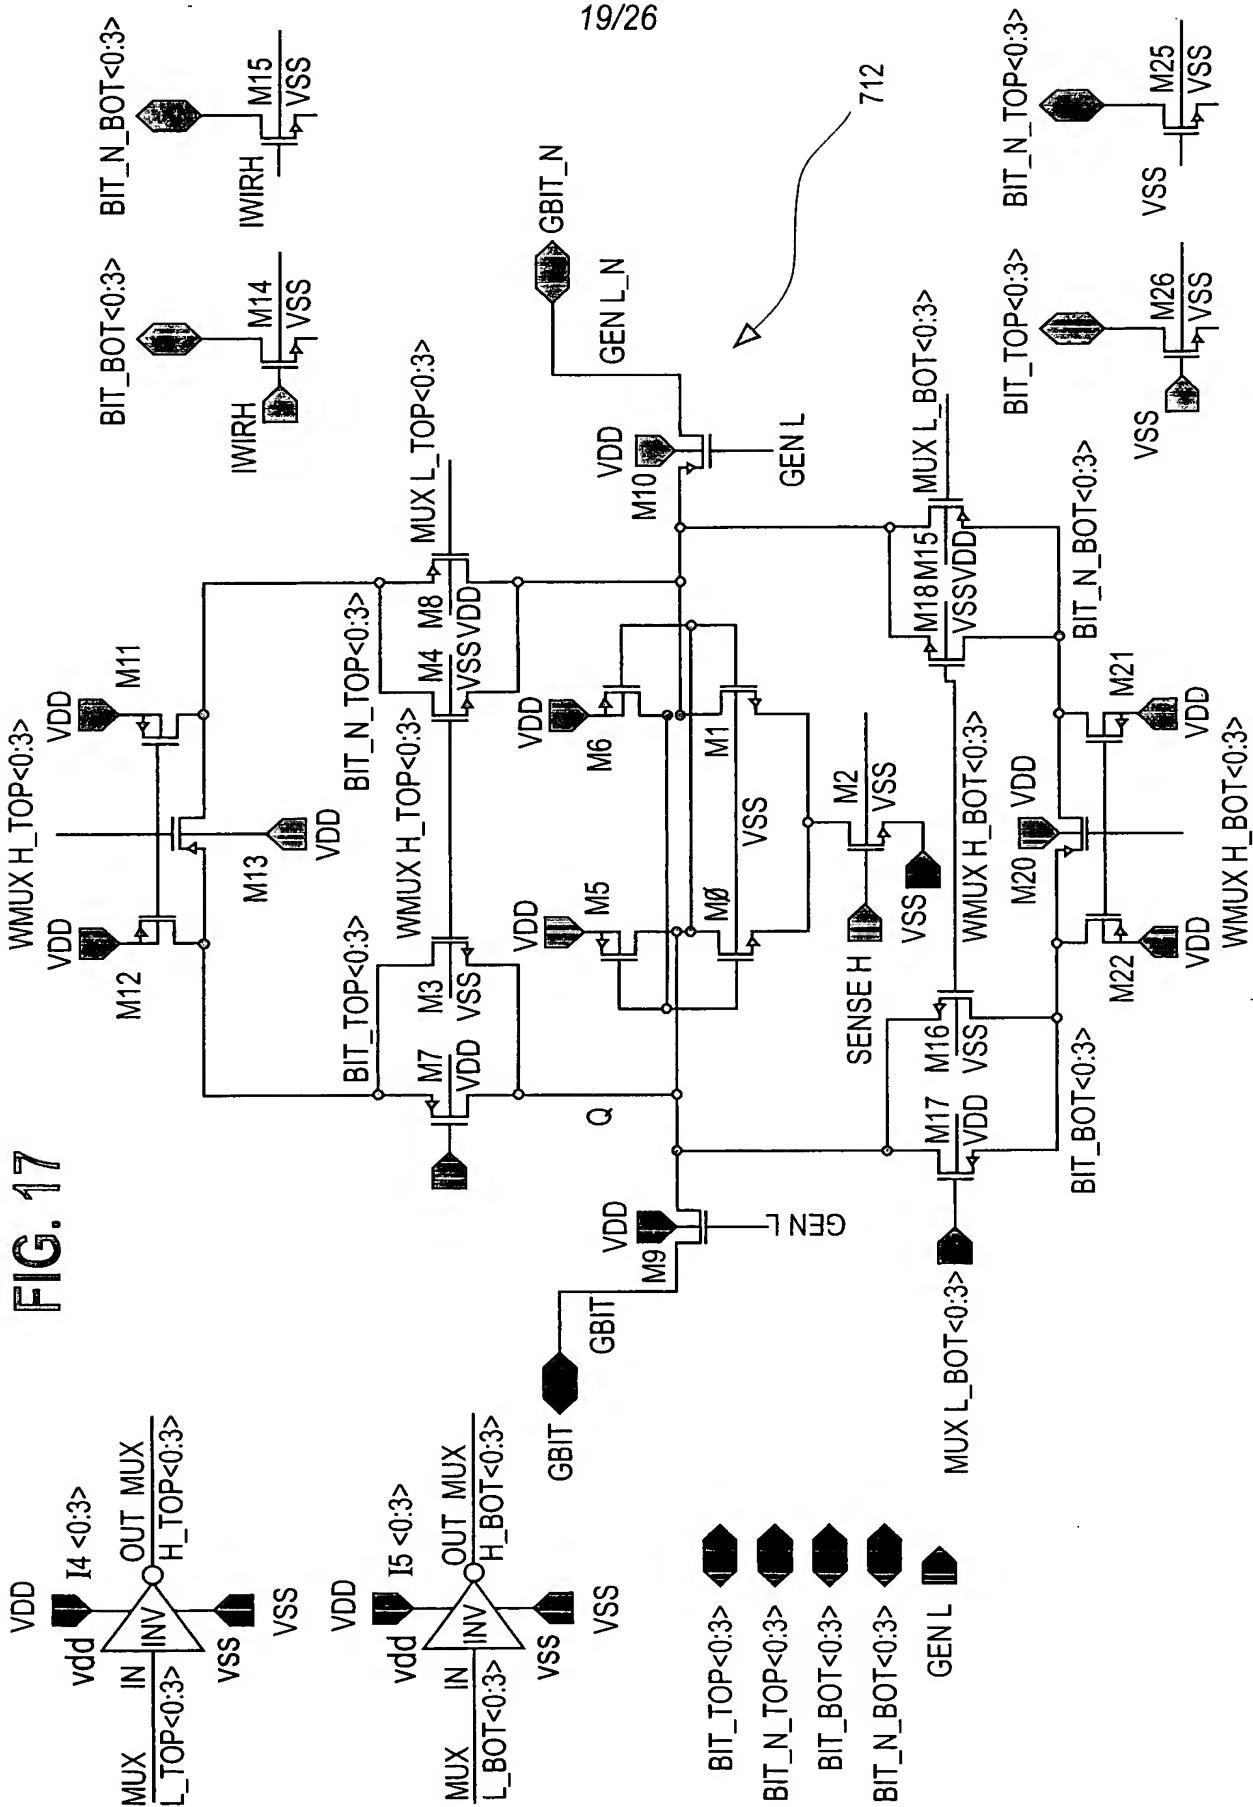 19/26
FIG. 17
VDD
vdd
I4 <0:3>
MUX
IN
INV
OUT MUX
L_TOP<0:3>
H_TOP<0:3>
vss
VSS
VDD
vdd
I5 <0:3>
MUX
IN
INV
OUT MUX
L_BOT<0:3>
H_BOT<0:3>
vss
VSS
BIT_TOP<0:3>
BIT_N_TOP<0:3>
BIT_BOT<0:3>
BIT_N_BOT<0:3>
GEN L
WMUX H_TOP<0:3>
VDD
VDD
M12
M11
M13
VDD
BIT_TOP<0:3>
BIT_N_TOP<0:3>
WMUX H_TOP<0:3>
M7
VDD
M3
VSS
M4
VSS
M8
VDD
MUX L_TOP<0:3>
BIT_BOT<0:3>
M14
VSS
IWIRH
BIT_N_BOT<0:3>
M15
VSS
IWIRH
GBIT
GBIT
VDD
M9
GEN L
Q
VDD
M5
VDD
M6
MØ
VSS
M1
SENSE H
M2
VSS
VSS
VDD
M10
GEN L
GEN L_N
GBIT_N
712
MUX L_BOT<0:3>
M17
VDD
M16
VSS
WMUX H_BOT<0:3>
M18
VSS
M15
VDD
MUX L_BOT<0:3>
BIT_BOT<0:3>
BIT_N_BOT<0:3>
M20
VDD
M22
VDD
M21
VDD
WMUX H_BOT<0:3>
BIT_TOP<0:3>
M26
VSS
VSS
BIT_N_TOP<0:3>
M25
VSS
VSS